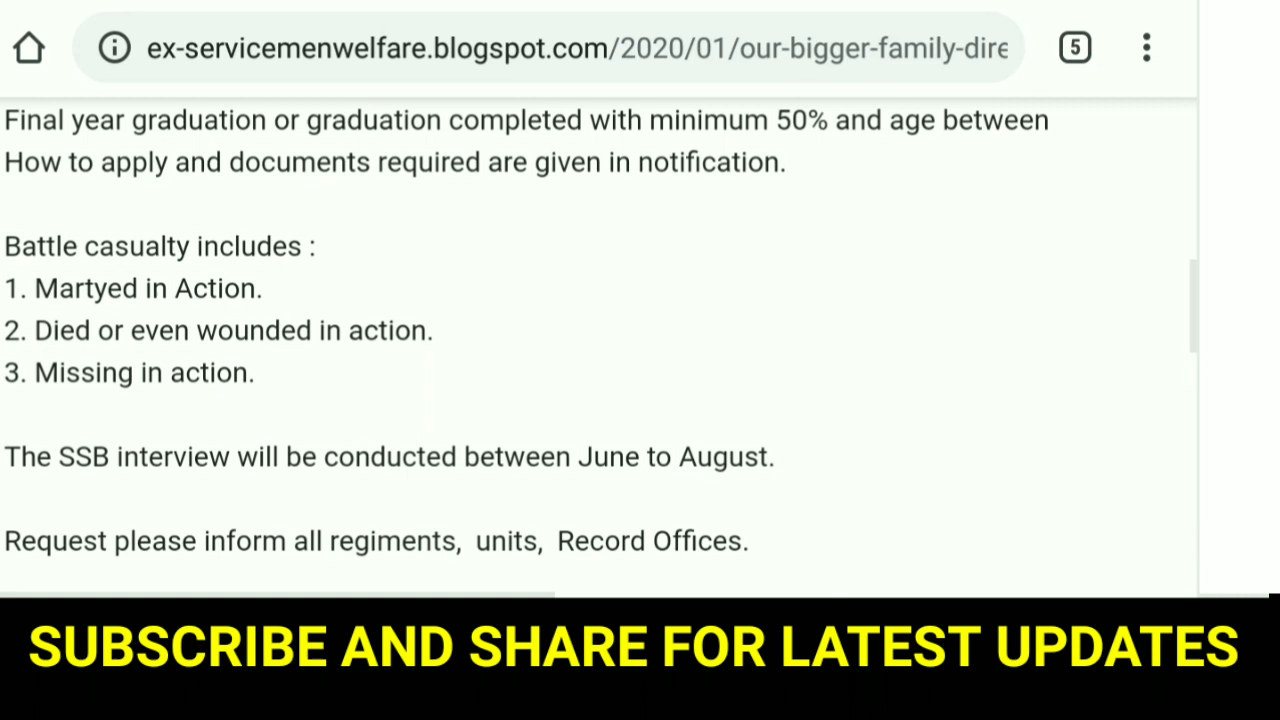 ex-servicemenwelfare.blogspot.com/2020/01/our-bigger-family-dire
5
Final year graduation or graduation completed with minimum 50% and age between
How to apply and documents required are given in notification.
Battle casualty includes :
1. Martyed in Action.
2. Died or even wounded in action.
3. Missing in action.
The SSB interview will be conducted between June to August.
Request please inform all regiments, units, Record Offices.
SUBSCRIBE AND SHARE FOR LATEST UPDATES